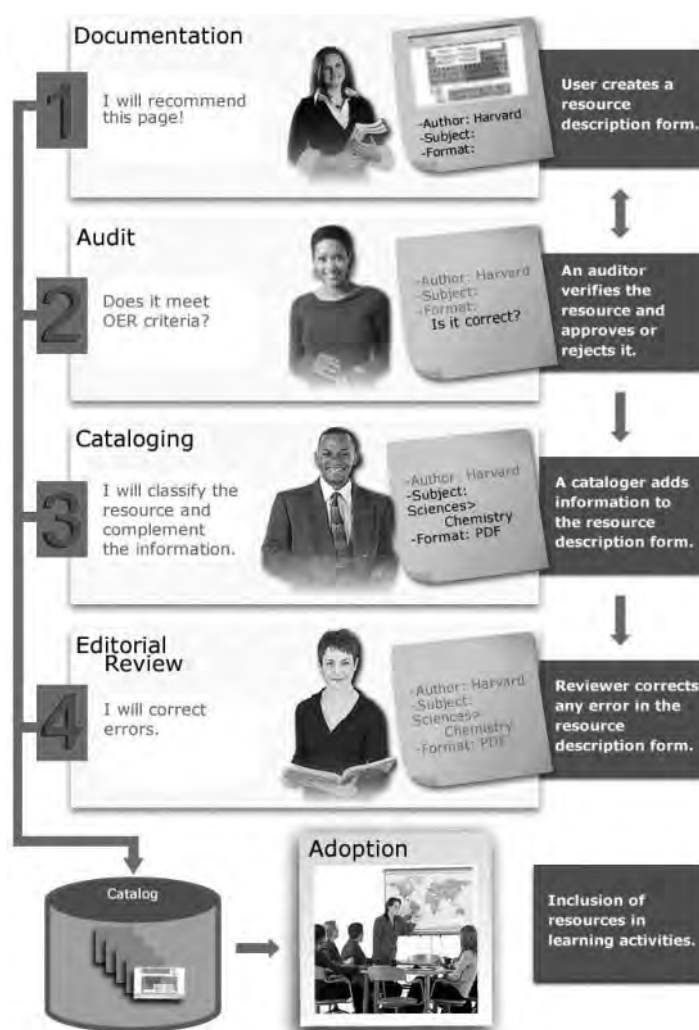 Documentation
1
I will recommend
this page!
-Author: Harvard
-Subject:
-Format:
User creates a
resource
description form.
Audit
2
Does it meet
OER criteria?
-Author: Harvard
-Subject:
-Format:
Is it correct?
An auditor
verifies the
resource and
approves or
rejects it.
Cataloging
3
I will classify the
resource and
complement
the information.
-Author Harvard
-Subject:
Sciences>
Chemistry
-Format: PDF
A cataloger adds
information to
the resource
description form.
Editorial
Review
4
I will correct
errors.
-Author: Harvard
-Subject:
Sciences>
Chemistry
-Format: PDF
Reviewer corrects
any error in the
resource
description form.
Catalog
Adoption
Inclusion of
resources in
learning activities.